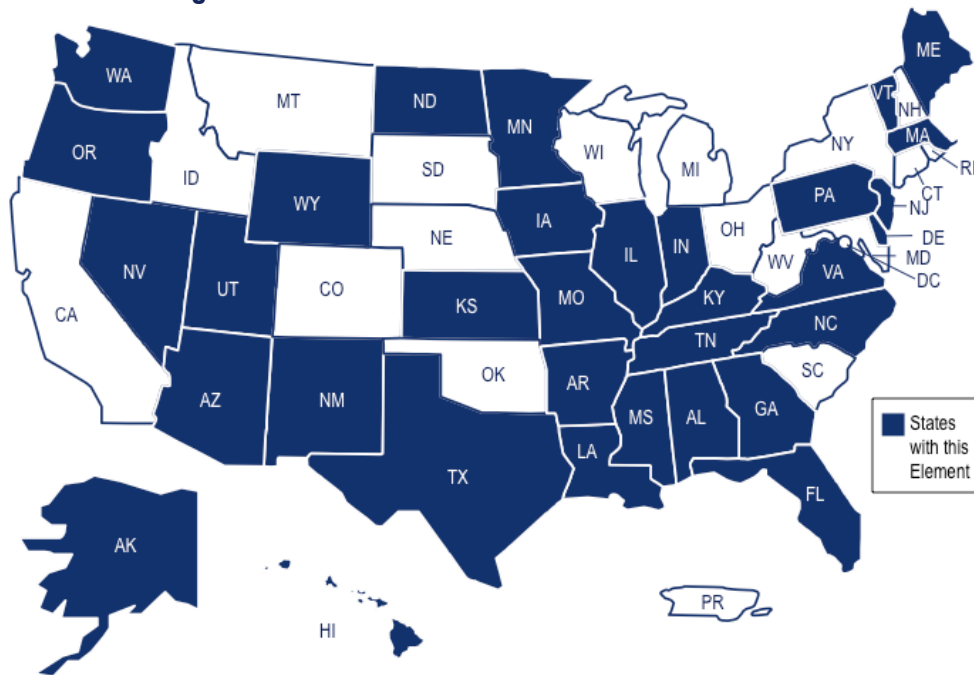 WA
MT
ND
MN
ME
VT
NH
OR
ID
SD
WI
MI
NY
MA
RI
CT
WY
IA
PA
NJ
NE
IL
IN
OH
DE
NV
UT
CO
KS
MO
WV
VA
MD
DC
CA
KY
NC
TN
AZ
NM
OK
AR
SC
MS
AL
GA
States
with this
Element
LA
TX
FL
AK
HI
PR